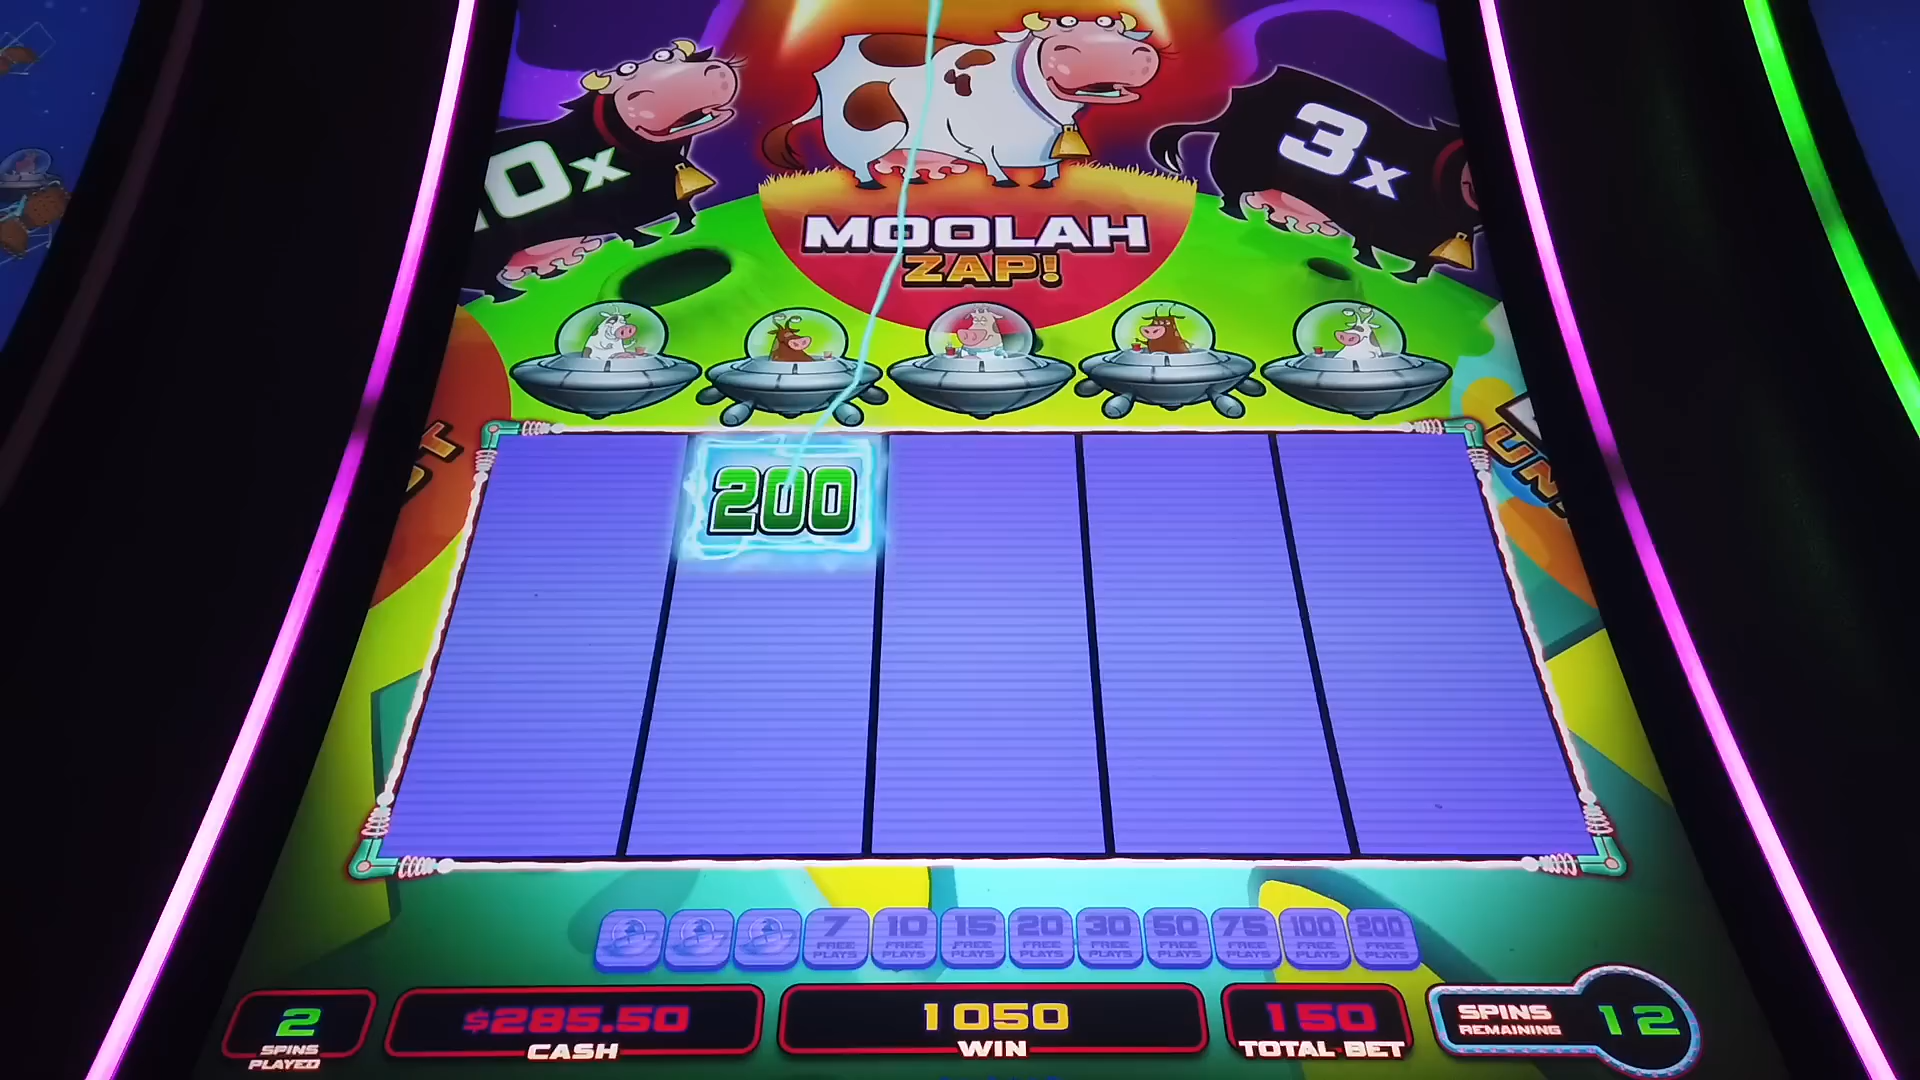 10x
3x
MOOLAH
ZAP!
200
7 FREE PLAYS
10 FREE PLAYS
15 FREE PLAYS
20 FREE PLAYS
30 FREE PLAYS
50 FREE PLAYS
75 FREE PLAYS
100 FREE PLAYS
200 FREE PLAYS
2
SPINS
PLAYED
$285.50
CASH
1050
WIN
150
TOTAL BET
SPINS
REMAINING
12